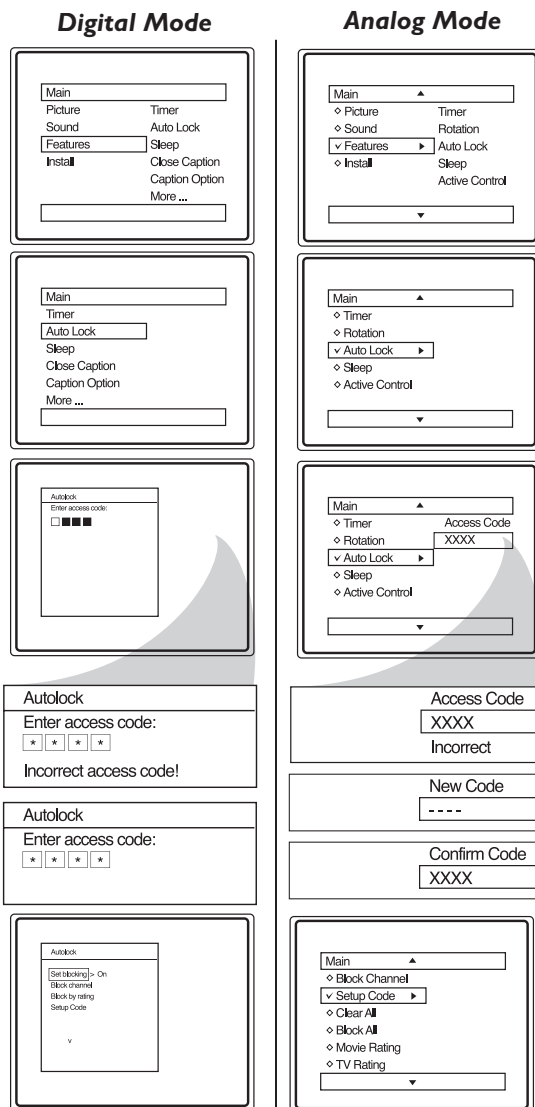 Digital Mode
Main
Picture Timer
Sound Auto Lock
Features Sleep
Install Close Caption
Caption Option
More ...
Main
Timer
Auto Lock
Sleep
Close Caption
Caption Option
More ...
Autolock
Enter access code:
Autolock
Enter access code:
* * * *
Incorrect access code!
Autolock
Enter access code:
* * * *
Autolock
Set blocking > On
Block channel
Block by rating
Setup Code
v
Analog Mode
Main ▲
◇ Picture Timer
◇ Sound Rotation
✓ Features ▶ Auto Lock
◇ Install Sleep
Active Control
▼
Main ▲
◇ Timer
◇ Rotation
✓ Auto Lock ▶
◇ Sleep
◇ Active Control
▼
Main ▲
◇ Timer Access Code
◇ Rotation XXXX
✓ Auto Lock ▶
◇ Sleep
◇ Active Control
▼
Access Code
XXXX
Incorrect
New Code
- - - -
Confirm Code
XXXX
Main ▲
◇ Block Channel
✓ Setup Code ▶
◇ Clear All
◇ Block All
◇ Movie Rating
◇ TV Rating
▼